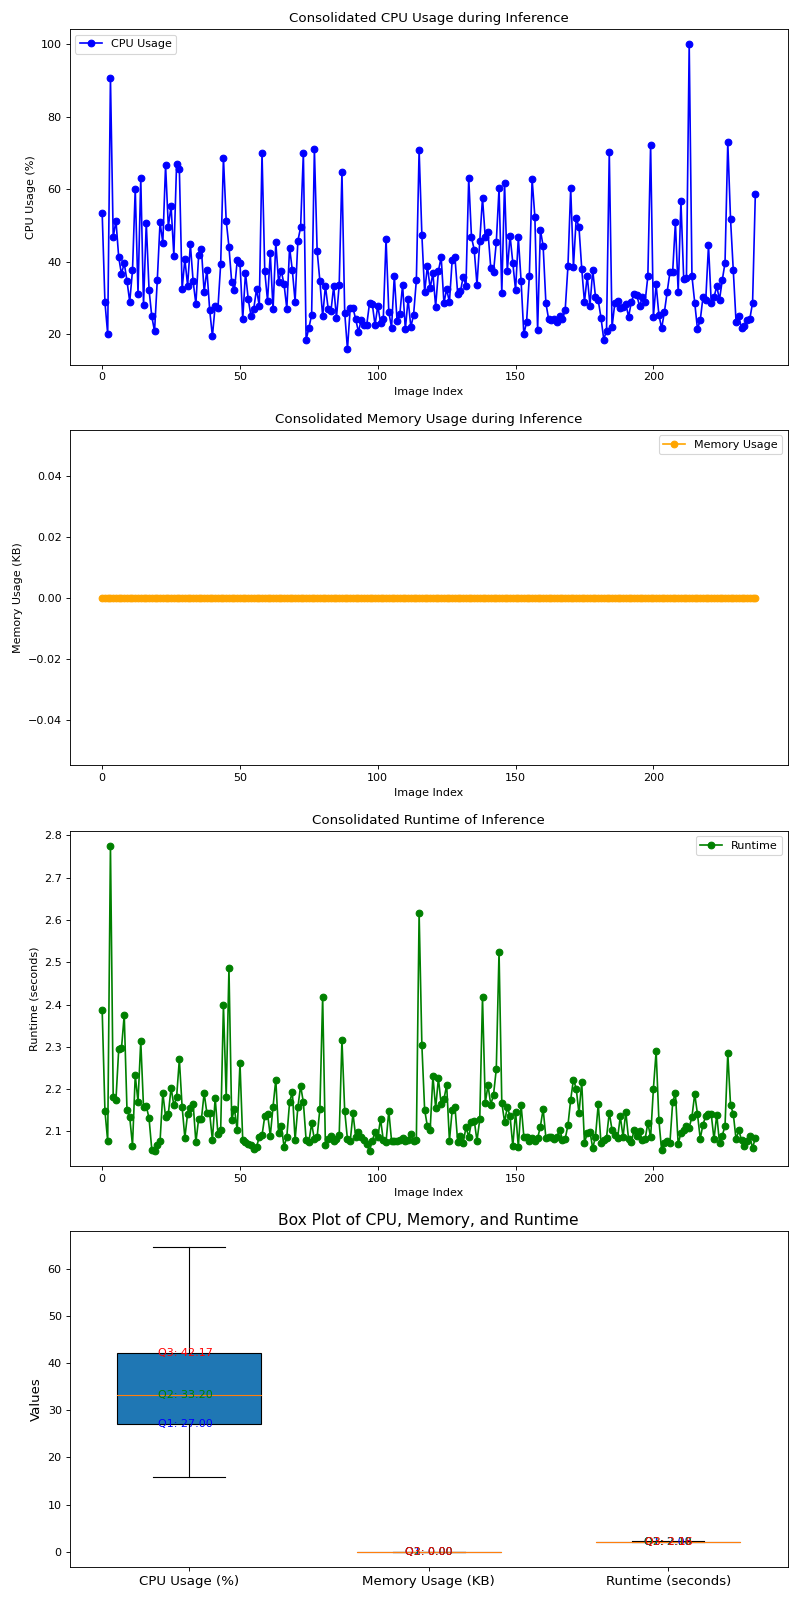 Consolidated CPU Usage during Inference
CPU Usage
CPU Usage (%)
100
80
60
40
20
0 50 100 150 200
Image Index
Consolidated Memory Usage during Inference
Memory Usage
Memory Usage (KB)
0.04
0.02
0.00
−0.02
−0.04
0 50 100 150 200
Image Index
Consolidated Runtime of Inference
Runtime
Runtime (seconds)
2.8
2.7
2.6
2.5
2.4
2.3
2.2
2.1
0 50 100 150 200
Image Index
Box Plot of CPU, Memory, and Runtime
Values
60
50
40
30
20
10
0
Q3: 42.17
Q2: 33.20
Q1: 27.00
0.00
CPU Usage (%) Memory Usage (KB) Runtime (seconds)